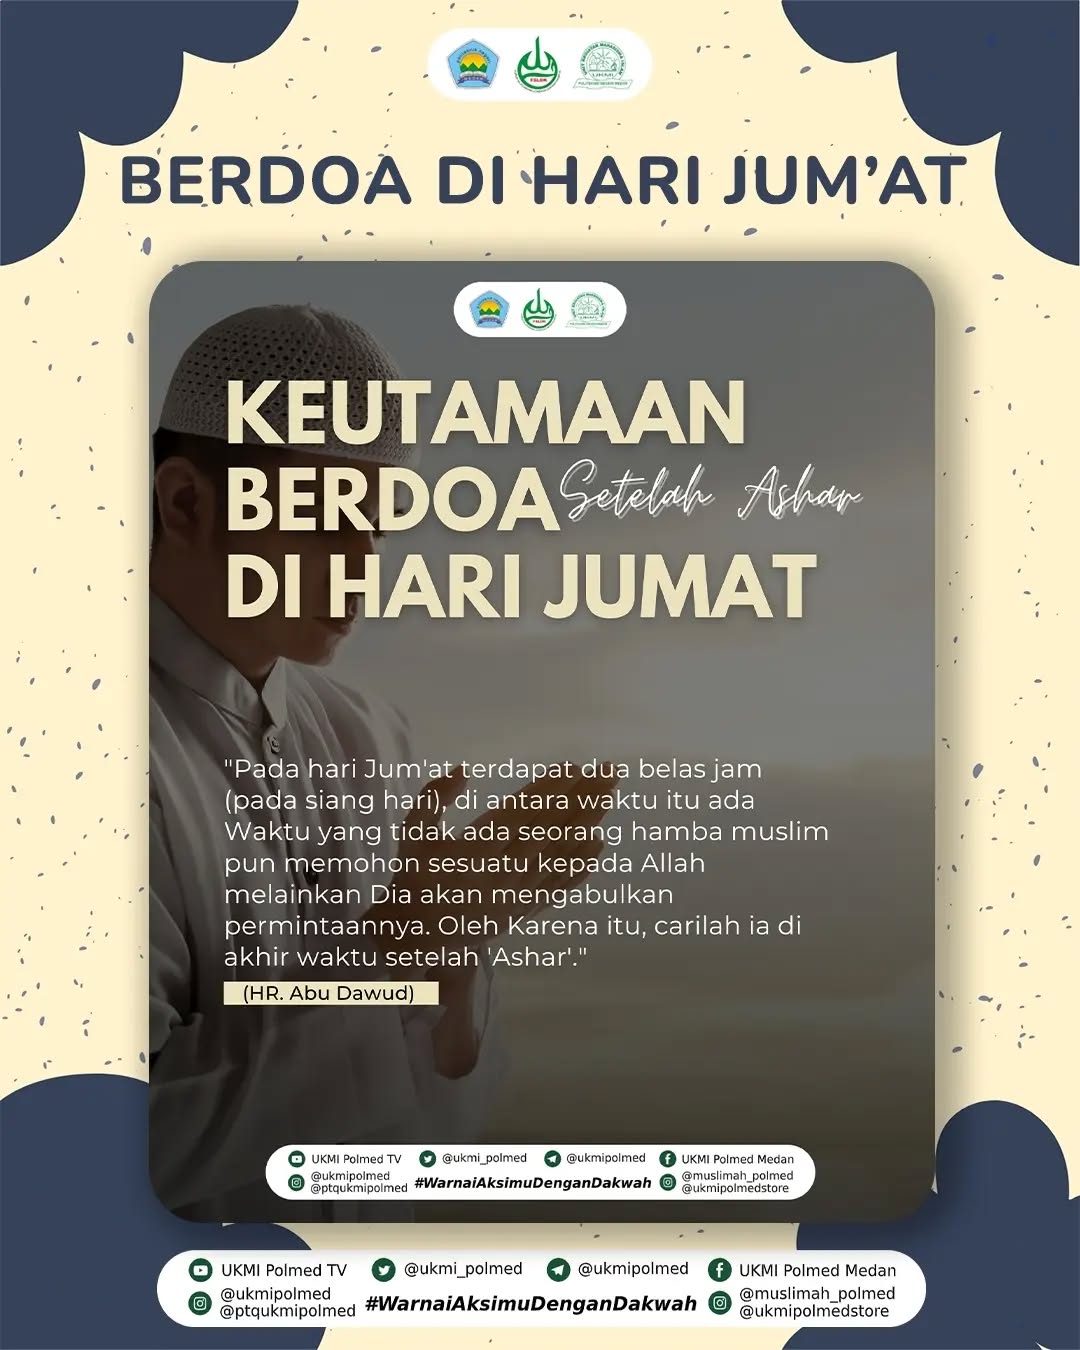 BERDOA DI HARI JUM’AT
KEUTAMAAN
BERDOA Setelah Ashar
DI HARI JUMAT
"Pada hari Jum'at terdapat dua belas jam
(pada siang hari), di antara waktu itu ada
Waktu yang tidak ada seorang hamba muslim
pun memohon sesuatu kepada Allah
melainkan Dia akan mengabulkan
permintaannya. Oleh Karena itu, carilah ia di
akhir waktu setelah 'Ashar'."
(HR. Abu Dawud)
UKMI Polmed TV @ukmi_polmed @ukmipolmed UKMI Polmed Medan
@ukmipolmed
@ptqukmipolmed #WarnaiAksimuDenganDakwah @muslimah_polmed
@ukmipolmedstore
UKMI Polmed TV @ukmi_polmed @ukmipolmed UKMI Polmed Medan
@ukmipolmed
@ptqukmipolmed #WarnaiAksimuDenganDakwah @muslimah_polmed
@ukmipolmedstore